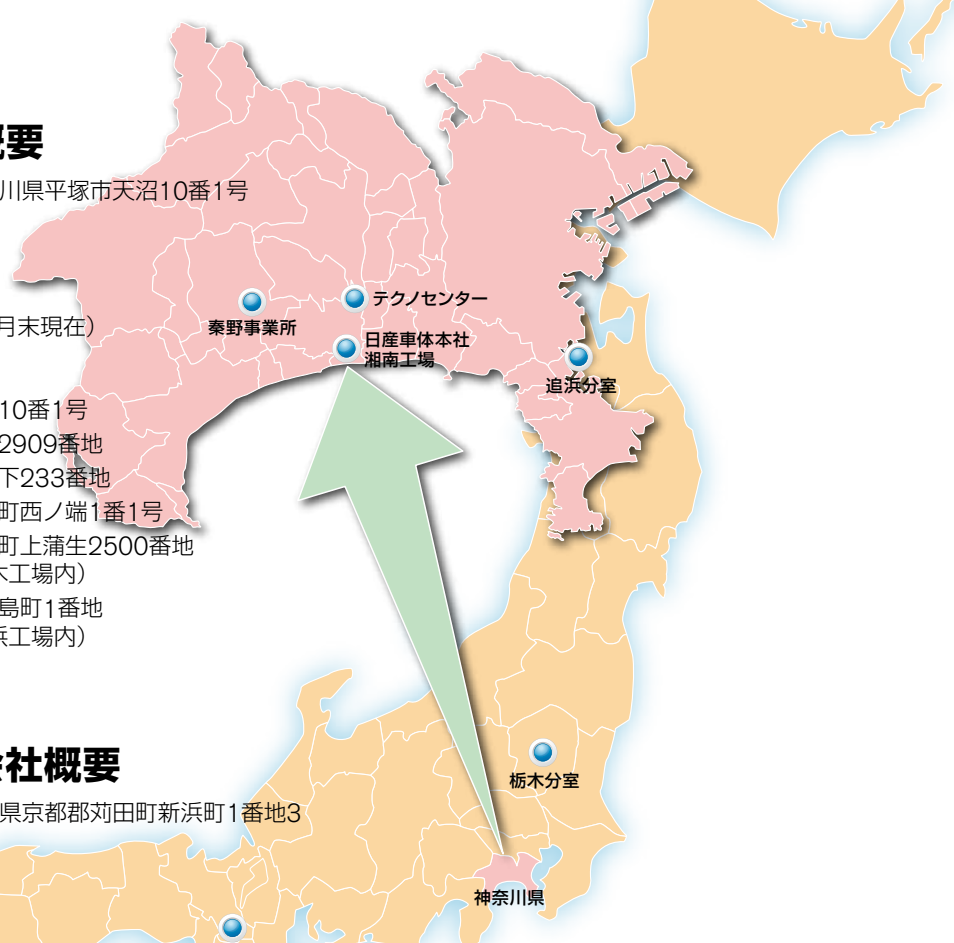 概要
川県平塚市天沼10番1号
月末現在）
10番1号
2909番地
下233番地
町西ノ端1番1号
町上蒲生2500番地
木工場内）
島町1番地
浜工場内）
会社概要
県京都郡苅田町新浜町1番地3
テクノセンター
秦野事業所
日産車体本社
湘南工場
追浜分室
栃木分室
神奈川県